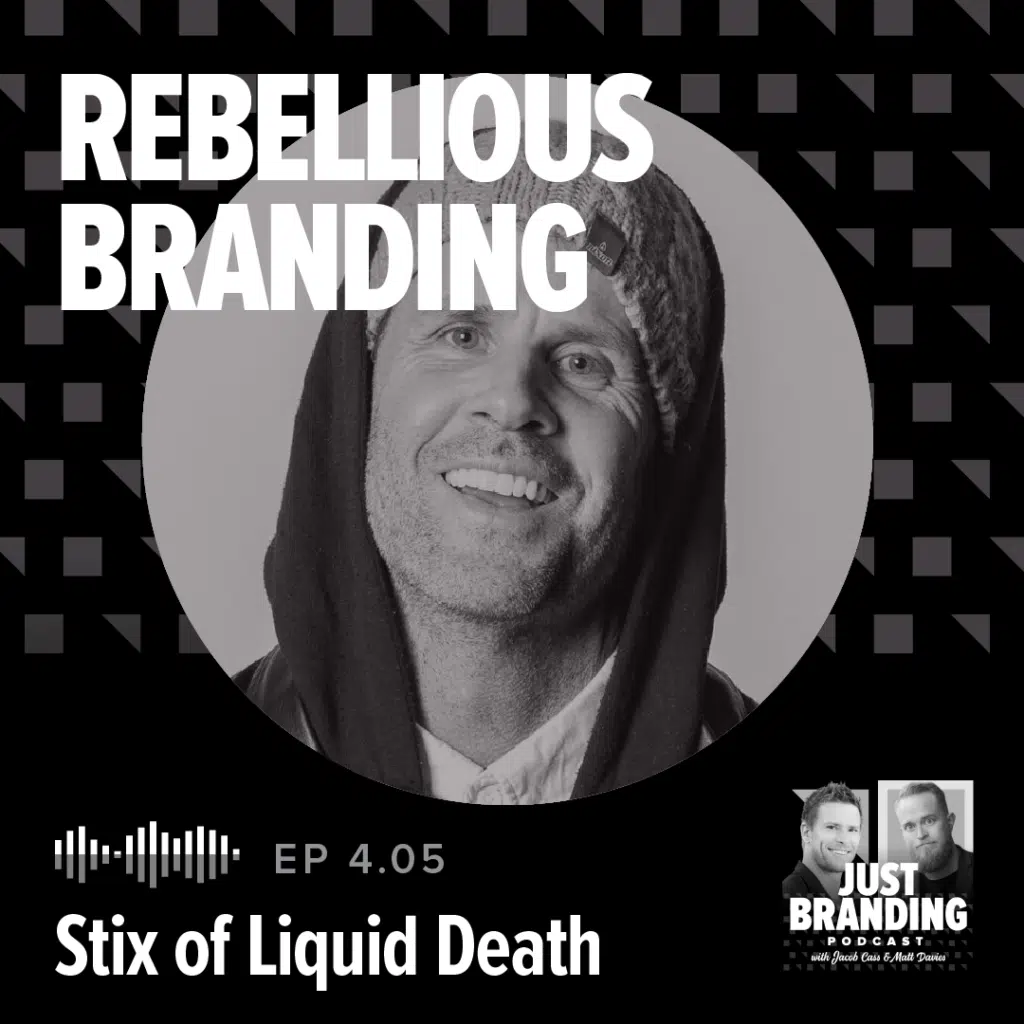 REBELLIOUS
BRANDING
EP 4.05
Stix of Liquid Death
JUST
BRANDING
PODCAST
with Jacob Cass & Matt Davies